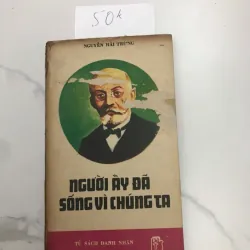 50k
NGUYỄN HẢI TRỪNG
NGƯỜI ẤY ĐÃ
SỐNG VÌ CHÚNG TA
TỦ SÁCH DANH NHÂN